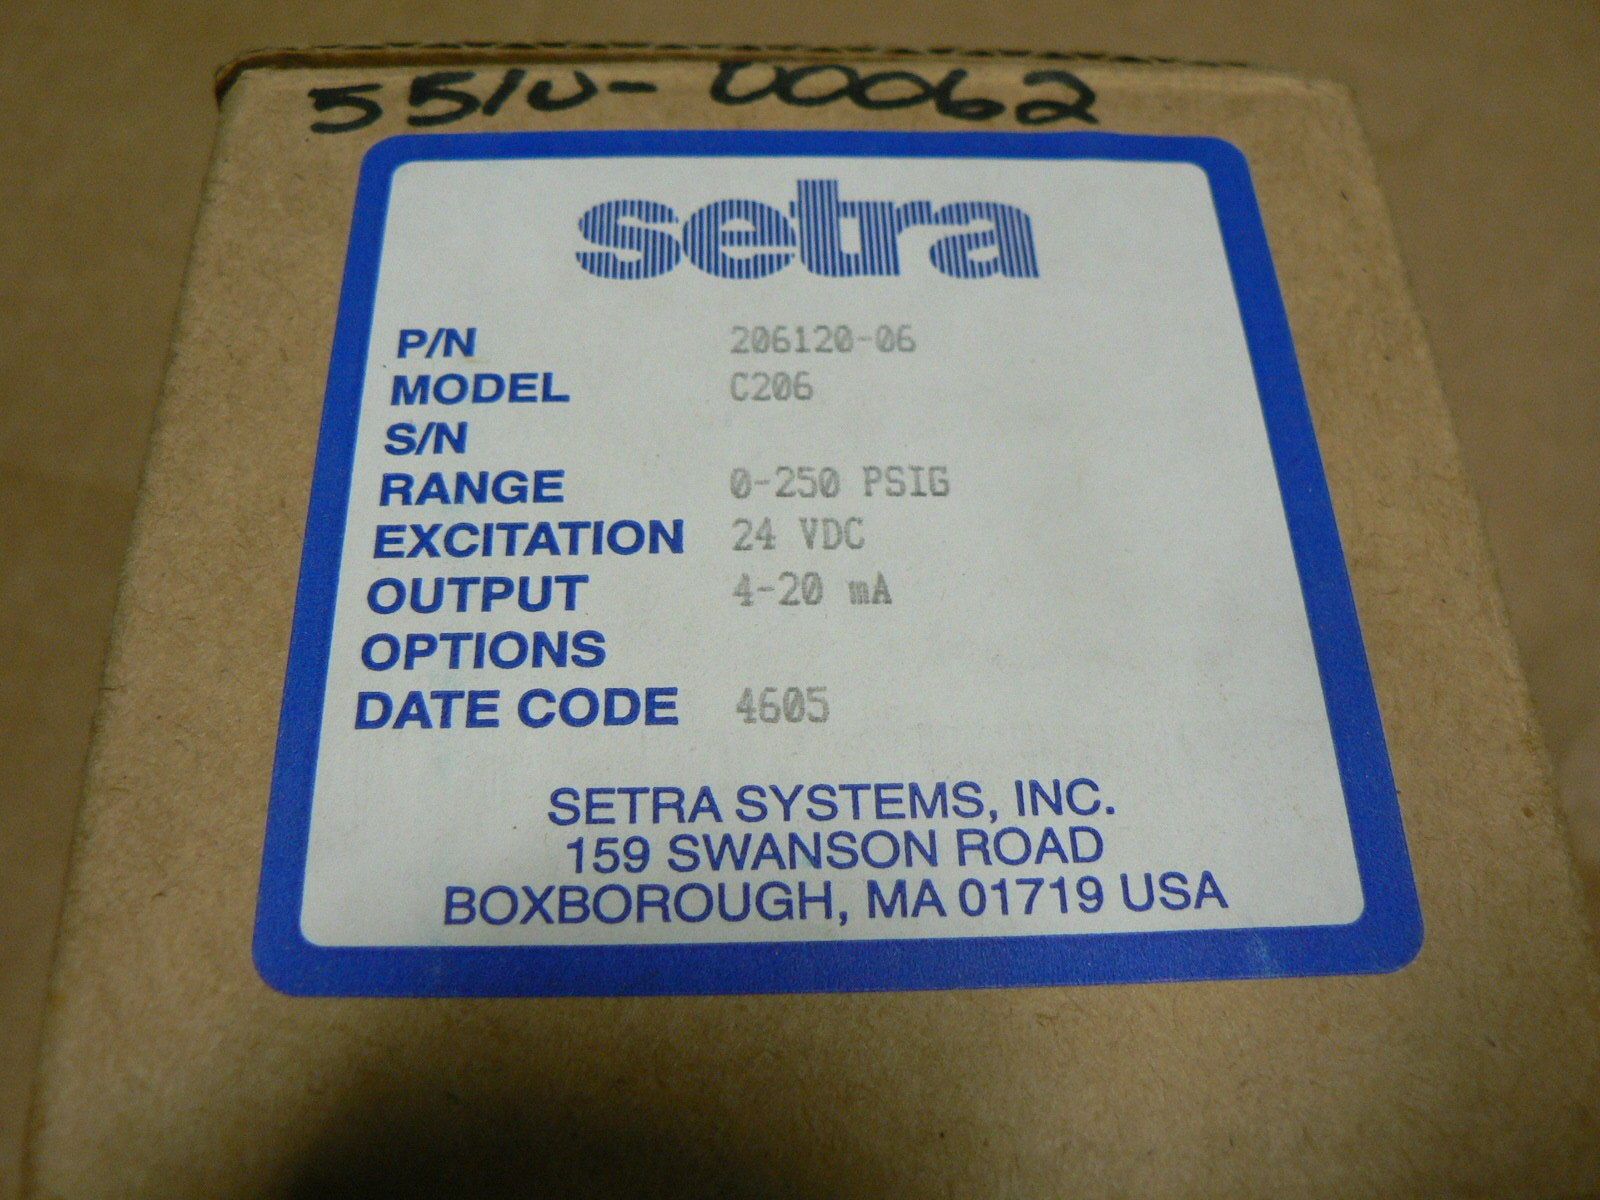 5510-00062
setra
P/N 206120-06
MODEL C206
S/N
RANGE 0-250 PSIG
EXCITATION 24 VDC
OUTPUT 4-20 mA
OPTIONS
DATE CODE 4605
SETRA SYSTEMS, INC.
159 SWANSON ROAD
BOXBOROUGH, MA 01719 USA